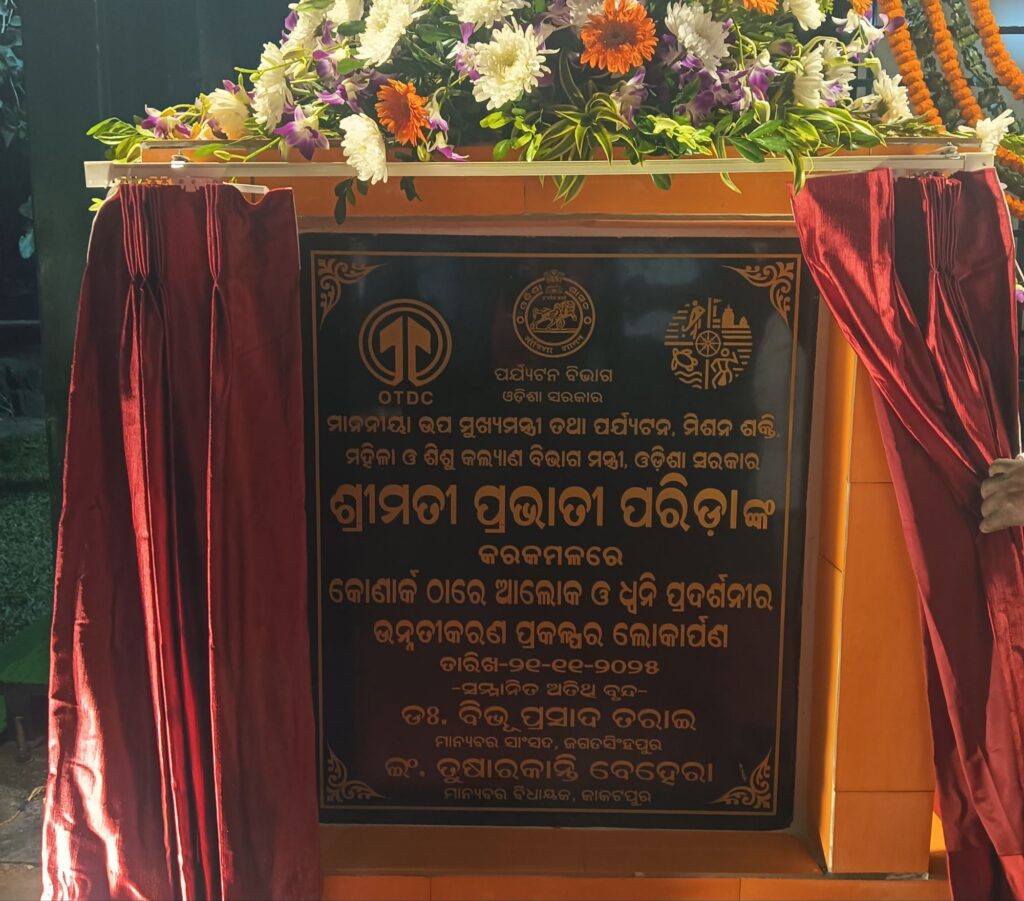 OTDC
ପର୍ଯ୍ୟଟନ ବିଭାଗ
ଓଡ଼ିଶା ସରକାର
ମାନନୀୟା ଉପ ମୁଖ୍ୟମନ୍ତ୍ରୀ ତଥା ପର୍ଯ୍ୟଟନ, ମିଶନ ଶକ୍ତି,
ମହିଳା ଓ ଶିଶୁ କଲ୍ୟାଣ ବିଭାଗ ମନ୍ତ୍ରୀ, ଓଡ଼ିଶା ସରକାର
ଶ୍ରୀମତୀ ପ୍ରଭାତୀ ପରିଡ଼ାଙ୍କ
କରକମଳରେ
କୋଣାର୍କ ଠାରେ ଆଲୋକ ଓ ଧ୍ୱନି ପ୍ରଦର୍ଶନୀର
ଉନ୍ନତୀକରଣ ପ୍ରକଳ୍ପର ଲୋକାର୍ପଣ
ତାରିଖ-୨୧-୧୧-୨୦୨୫
-ସମ୍ମାନିତ ଅତିଥି ବୃନ୍ଦ-
ଡଃ. ବିଭୂ ପ୍ରସାଦ ତରାଇ
ମାନ୍ୟବର ସାଂସଦ, ଜଗତସିଂହପୁର
ଇଂ. ତୁଷାରକାନ୍ତି ବେହେରା
ମାନ୍ୟବର ବିଧାୟକ, କାକଟପୁର